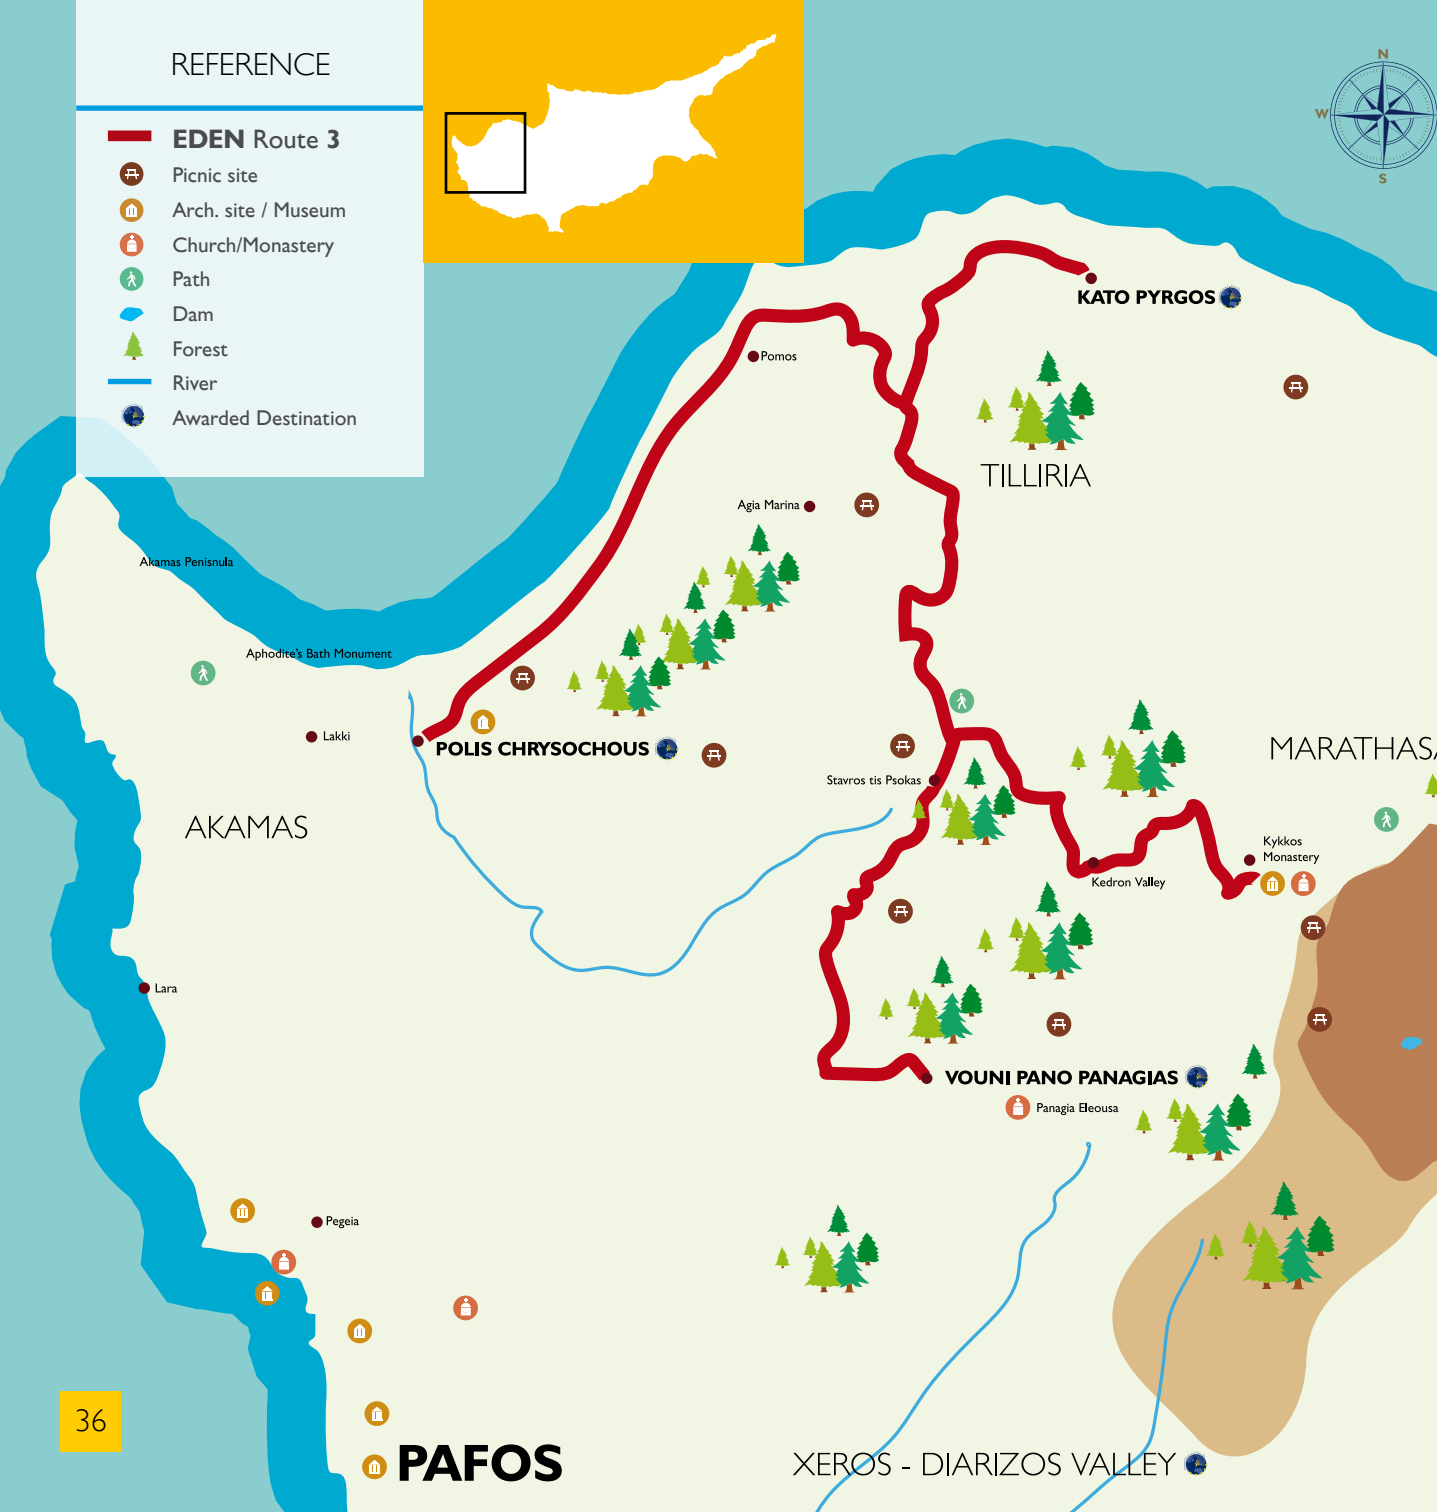 REFERENCE
EDEN Route 3
Picnic site
Arch. site / Museum
Church/Monastery
Path
Dam
Forest
River
Awarded Destination
N
W
S
KATO PYRGOS
Pomos
TILLIRIA
Agia Marina
Akamas Penisnula
Aphodite's Bath Monument
Lakki
POLIS CHRYSOCHOUS
MARATHASA
Stavros tis Psokas
AKAMAS
Kykkos
Monastery
Kedron Valley
Lara
VOUNI PANO PANAGIAS
Panagia Eleousa
Pegeia
36
PAFOS
XEROS - DIARIZOS VALLEY